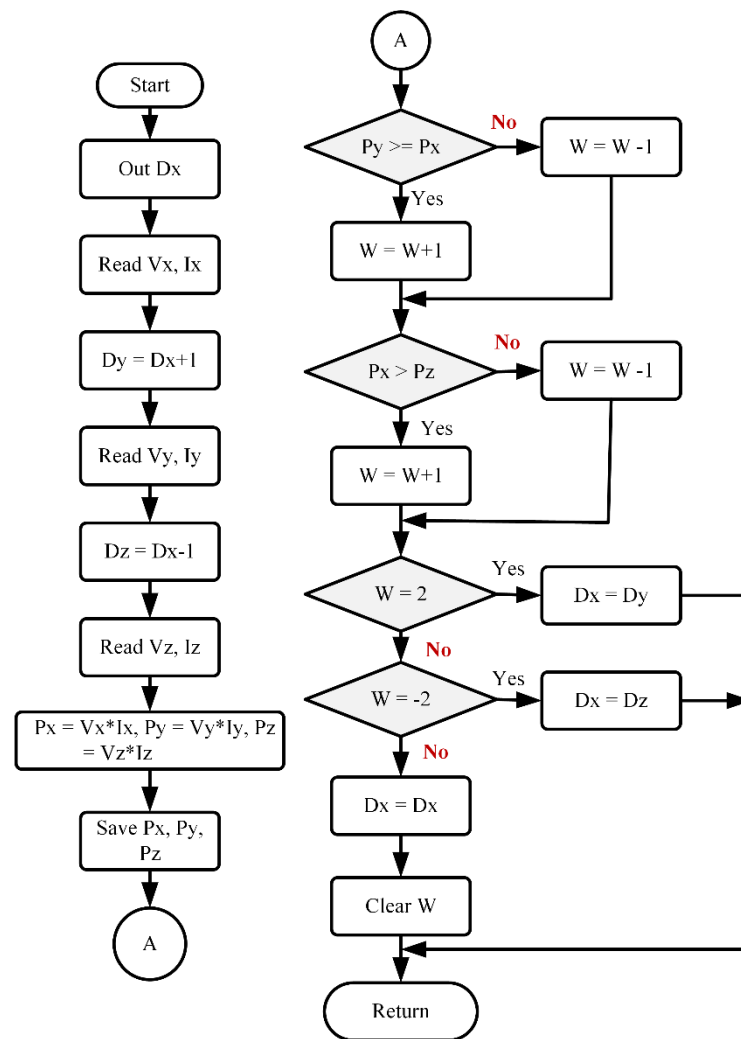 Start
Out Dx
Read Vx, Ix
Dy = Dx+1
Read Vy, Iy
Dz = Dx-1
Read Vz, Iz
Px = Vx*Ix, Py = Vy*Iy, Pz
= Vz*Iz
Save Px, Py,
Pz
A
A
Py >= Px
No
W = W -1
Yes
W = W+1
Px > Pz
No
W = W -1
Yes
W = W+1
W = 2
Yes
Dx = Dy
No
W = -2
Yes
Dx = Dz
No
Dx = Dx
Clear W
Return